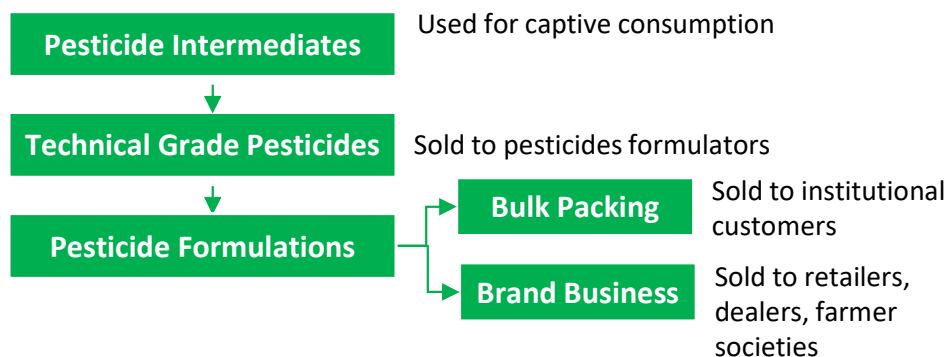 Pesticide Intermediates
Used for captive consumption
Technical Grade Pesticides
Sold to pesticides formulators
Pesticide Formulations
Bulk Packing
Sold to institutional
customers
Brand Business
Sold to retailers,
dealers, farmer
societies